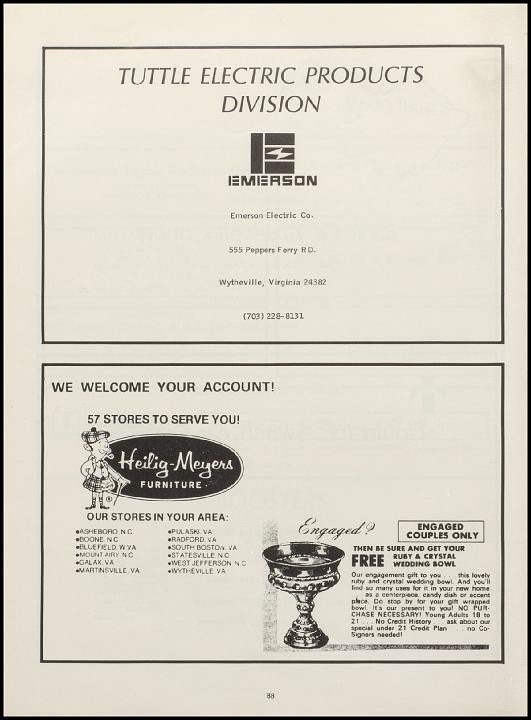 TUTTLE ELECTRIC PRODUCTS
DIVISION
EMERSON
Emerson Electric Co.
555 Peppers Ferry RD.
Wytheville, Virginia 24382
(703) 228-8131
WE WELCOME YOUR ACCOUNT!
57 STORES TO SERVE YOU!
Heilig-Meyers
FURNITURE
OUR STORES IN YOUR AREA:
•ASHEBORO, N.C.
•BOONE, N.C.
•BLUEFIELD, W.VA
•MOUNT AIRY, N.C.
•GALAX, VA
•MARTINSVILLE, VA
•PULASKI, VA
•RADFORD, VA
•SOUTH BOSTON, VA
•STATESVILLE, N.C.
•WEST JEFFERSON, N.C.
•WYTHEVILLE, VA
Engaged?
ENGAGED
COUPLES ONLY
THEN BE SURE AND GET YOUR
FREE RUBY & CRYSTAL
WEDDING BOWL
Our engagement gift to you . . . this lovely
ruby and crystal wedding bowl. And you'll
find so many uses for it in your new home
. . . as a centerpiece, candy dish or accent
place. Do stop by for your gift wrapped
bowl. It's our present to you! NO PUR-
CHASE NECESSARY! Young Adults 18 to
21 . . . No Credit History . . . ask about our
special under 21 Credit Plan . . . no Co-
Signers needed!
88